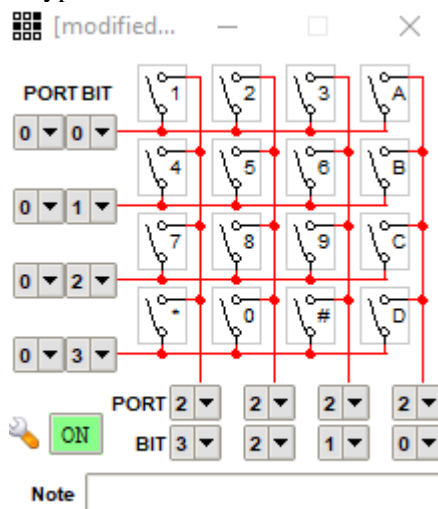 [modified...
PORT BIT
1 2 3 A
0 0
4 5 6 B
0 1
7 8 9 C
0 2
* 0 # D
0 3
PORT 2 2 2 2
ON
BIT 3 2 1 0
Note